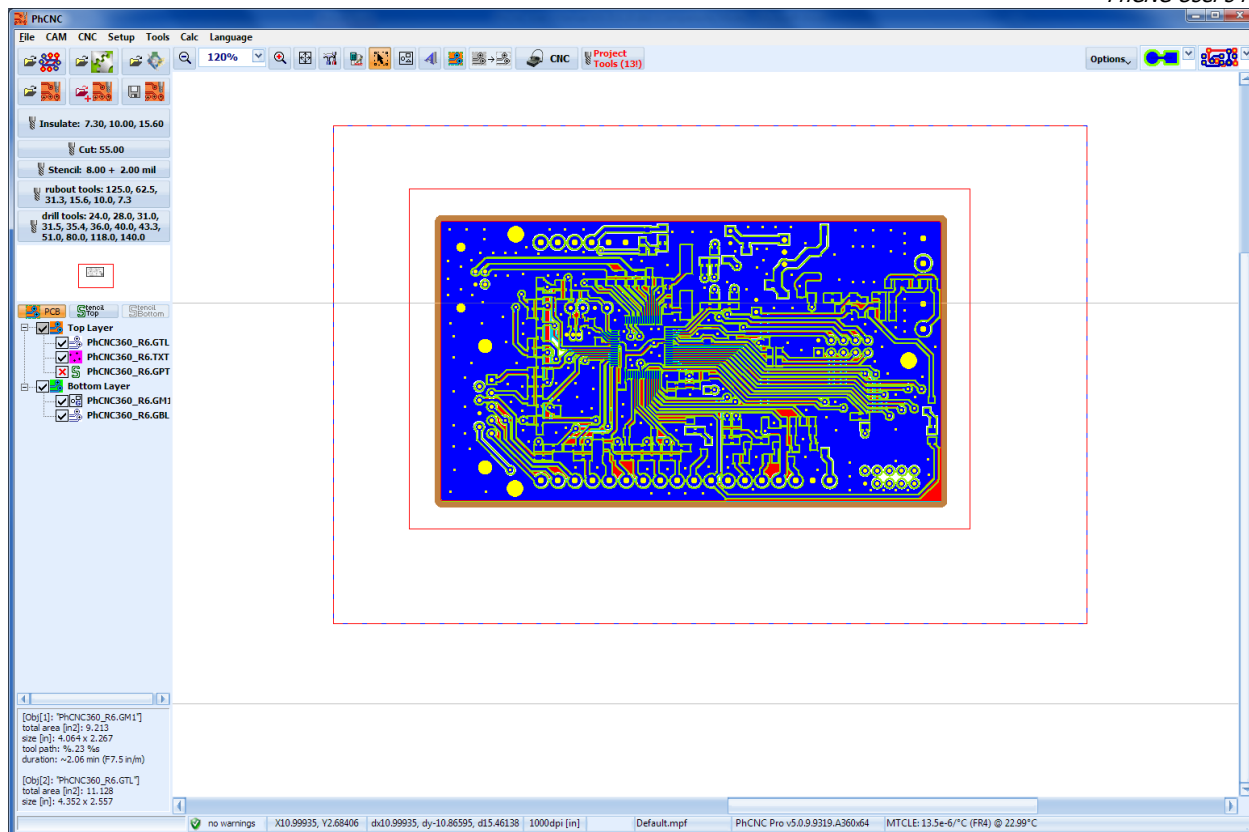 PhCNC
File CAM CNC Setup Tools Calc Language
120%
CNC
Project
Tools (13!)
Options
Insulate: 7.30, 10.00, 15.60
Cut: 55.00
Stencil: 8.00 + 2.00 mil
rubout tools: 125.0, 62.5,
31.3, 15.6, 10.0, 7.3
drill tools: 24.0, 28.0, 31.0,
31.5, 35.4, 36.0, 40.0, 43.3,
51.0, 80.0, 118.0, 140.0
PCB
Stencil
Top
Stencil
Bottom
Top Layer
PhCNC360_R6.GTL
PhCNC360_R6.TXT
PhCNC360_R6.GPT
Bottom Layer
PhCNC360_R6.GM1
PhCNC360_R6.GBL
[Obj[1]: "PhCNC360_R6.GM1"]
total area [in2]: 9.213
size [in]: 4.064 x 2.267
tool path: %.23 %s
duration: ~2.06 min (F7.5 in/m)
[Obj[2]: "PhCNC360_R6.GTL"]
total area [in2]: 11.128
size [in]: 4.352 x 2.557
no warnings X10.99935, Y2.68406 dx10.99935, dy-10.86595, d15.46138 1000dpi [in] Default.mpf PhCNC Pro v5.0.9.9319.A360x64 MTCLE: 13.5e-6/°C (FR4) @ 22.99°C